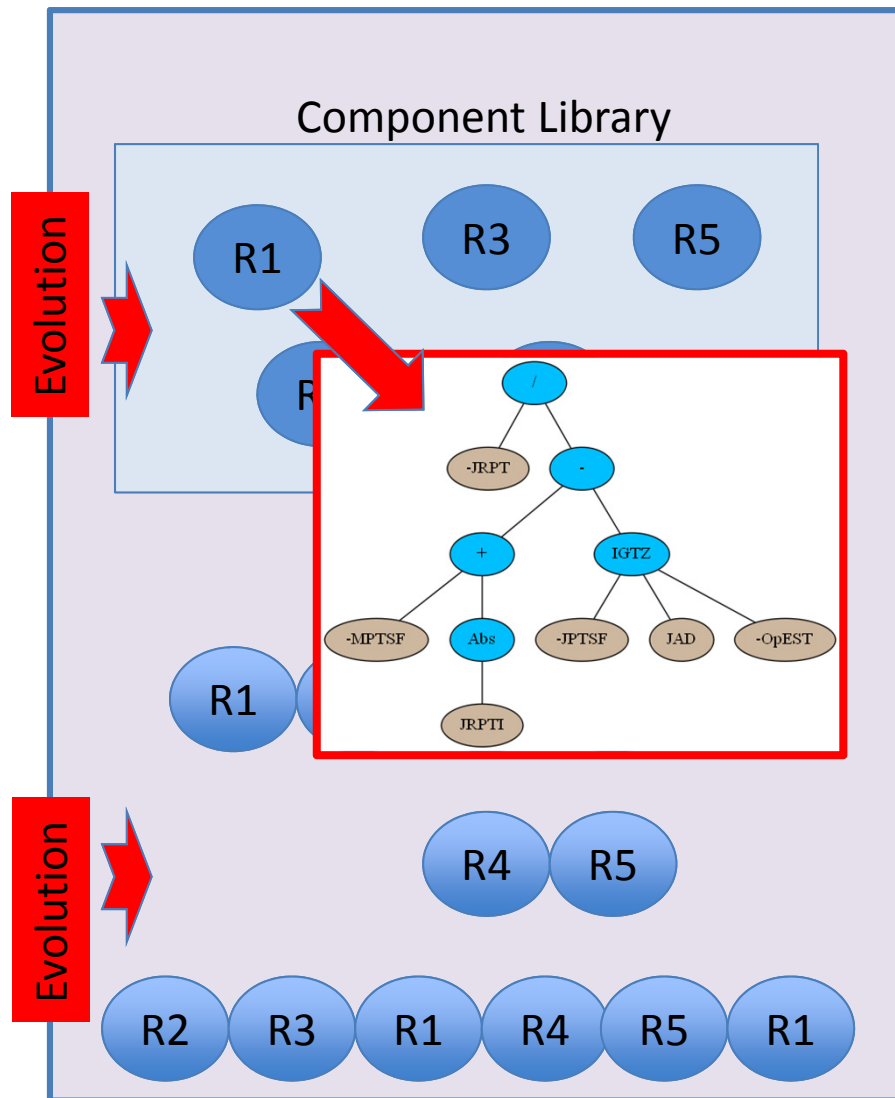 Component Library
Evolution
R1
R3
R5
/
-JRPT
-
+
IGTZ
-MPTSF
Abs
-JPTSF
JAD
-OpEST
JRPTI
R1
Evolution
R4
R5
R2
R3
R1
R4
R5
R1